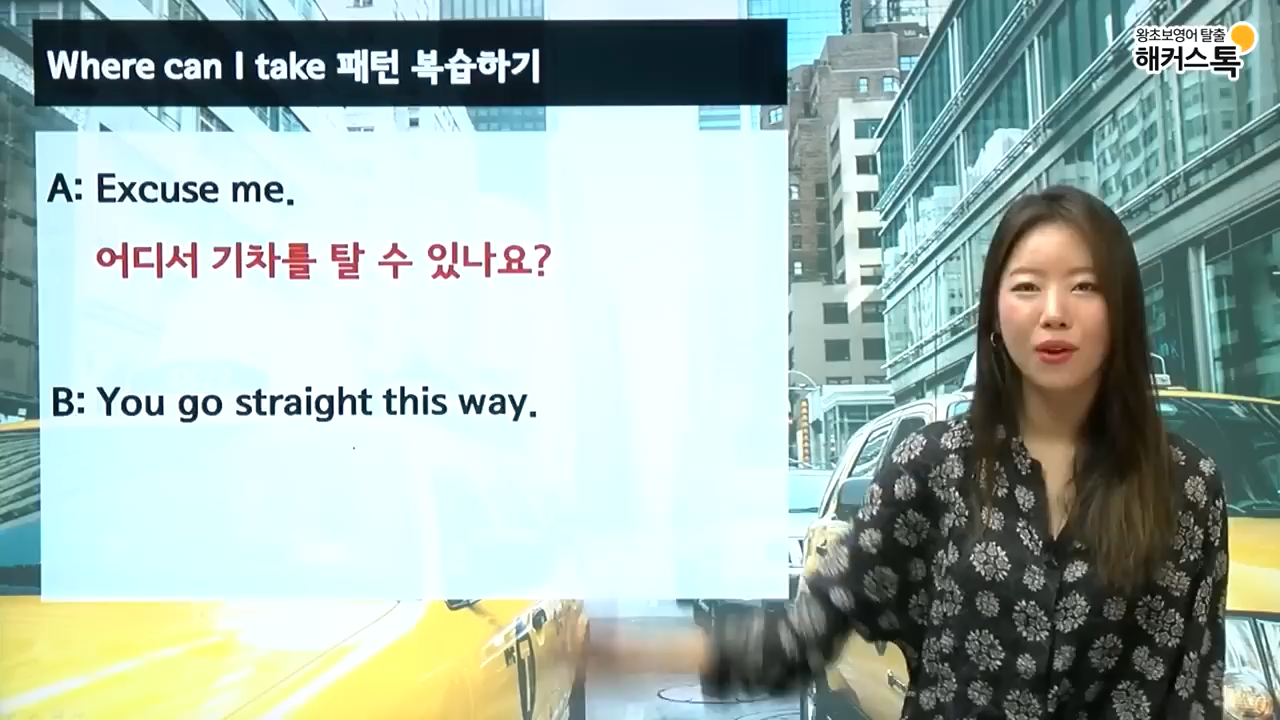 Where can I take 패턴 복습하기
왕초보영어 탈출
해커스톡
A: Excuse me.
어디서 기차를 탈 수 있나요?
B: You go straight this way.